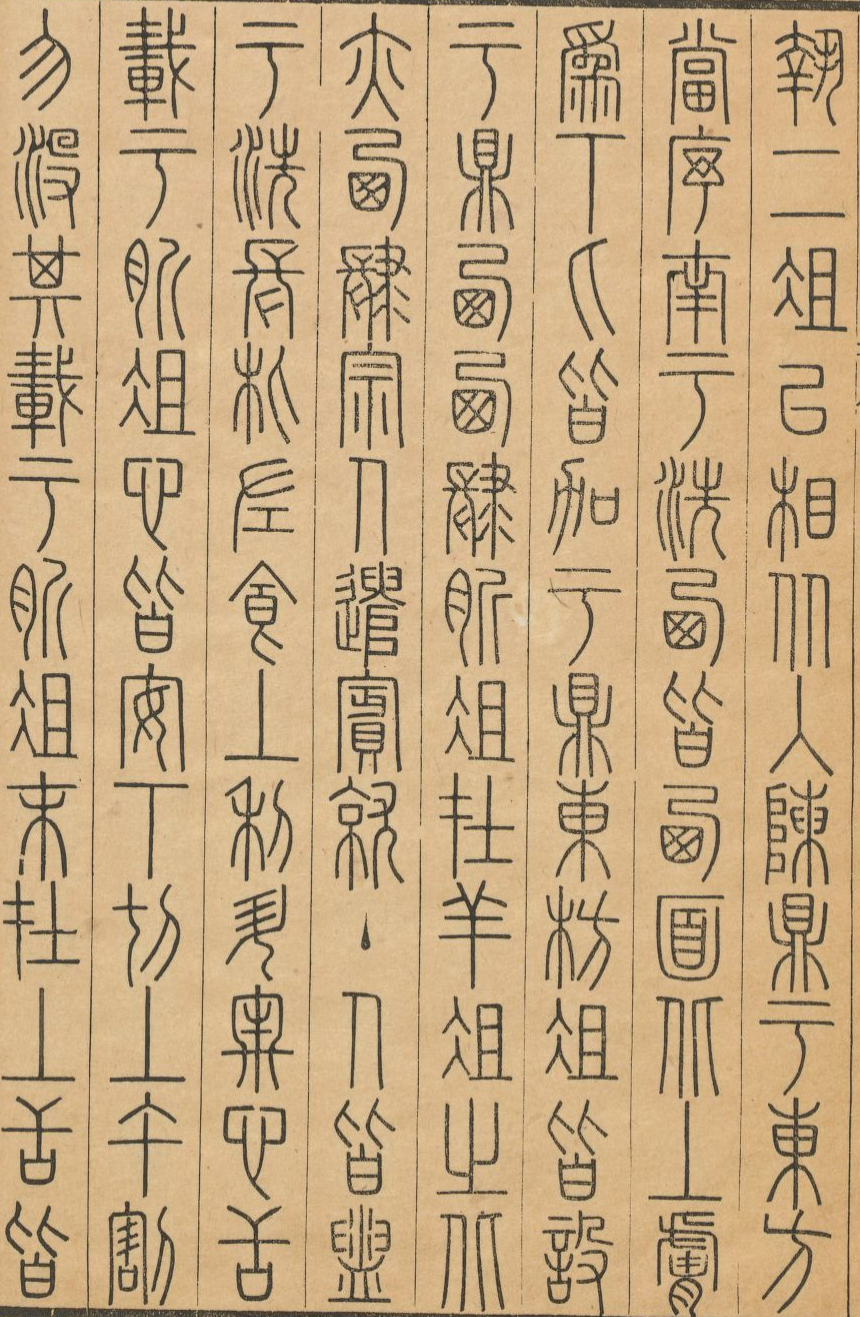 執二俎以相从入陳鼎于東方
當序南于洗西皆西面北上膚
為下匕皆加于鼎東枋俎皆設
于鼎西西肆肵俎在羊俎之北
亦西肆宗人遣賓就主人皆盥
于洗長朼左食上利升牢心舌
載于肵俎心皆安下切上午割
勿沒其載于肵俎末在上舌皆